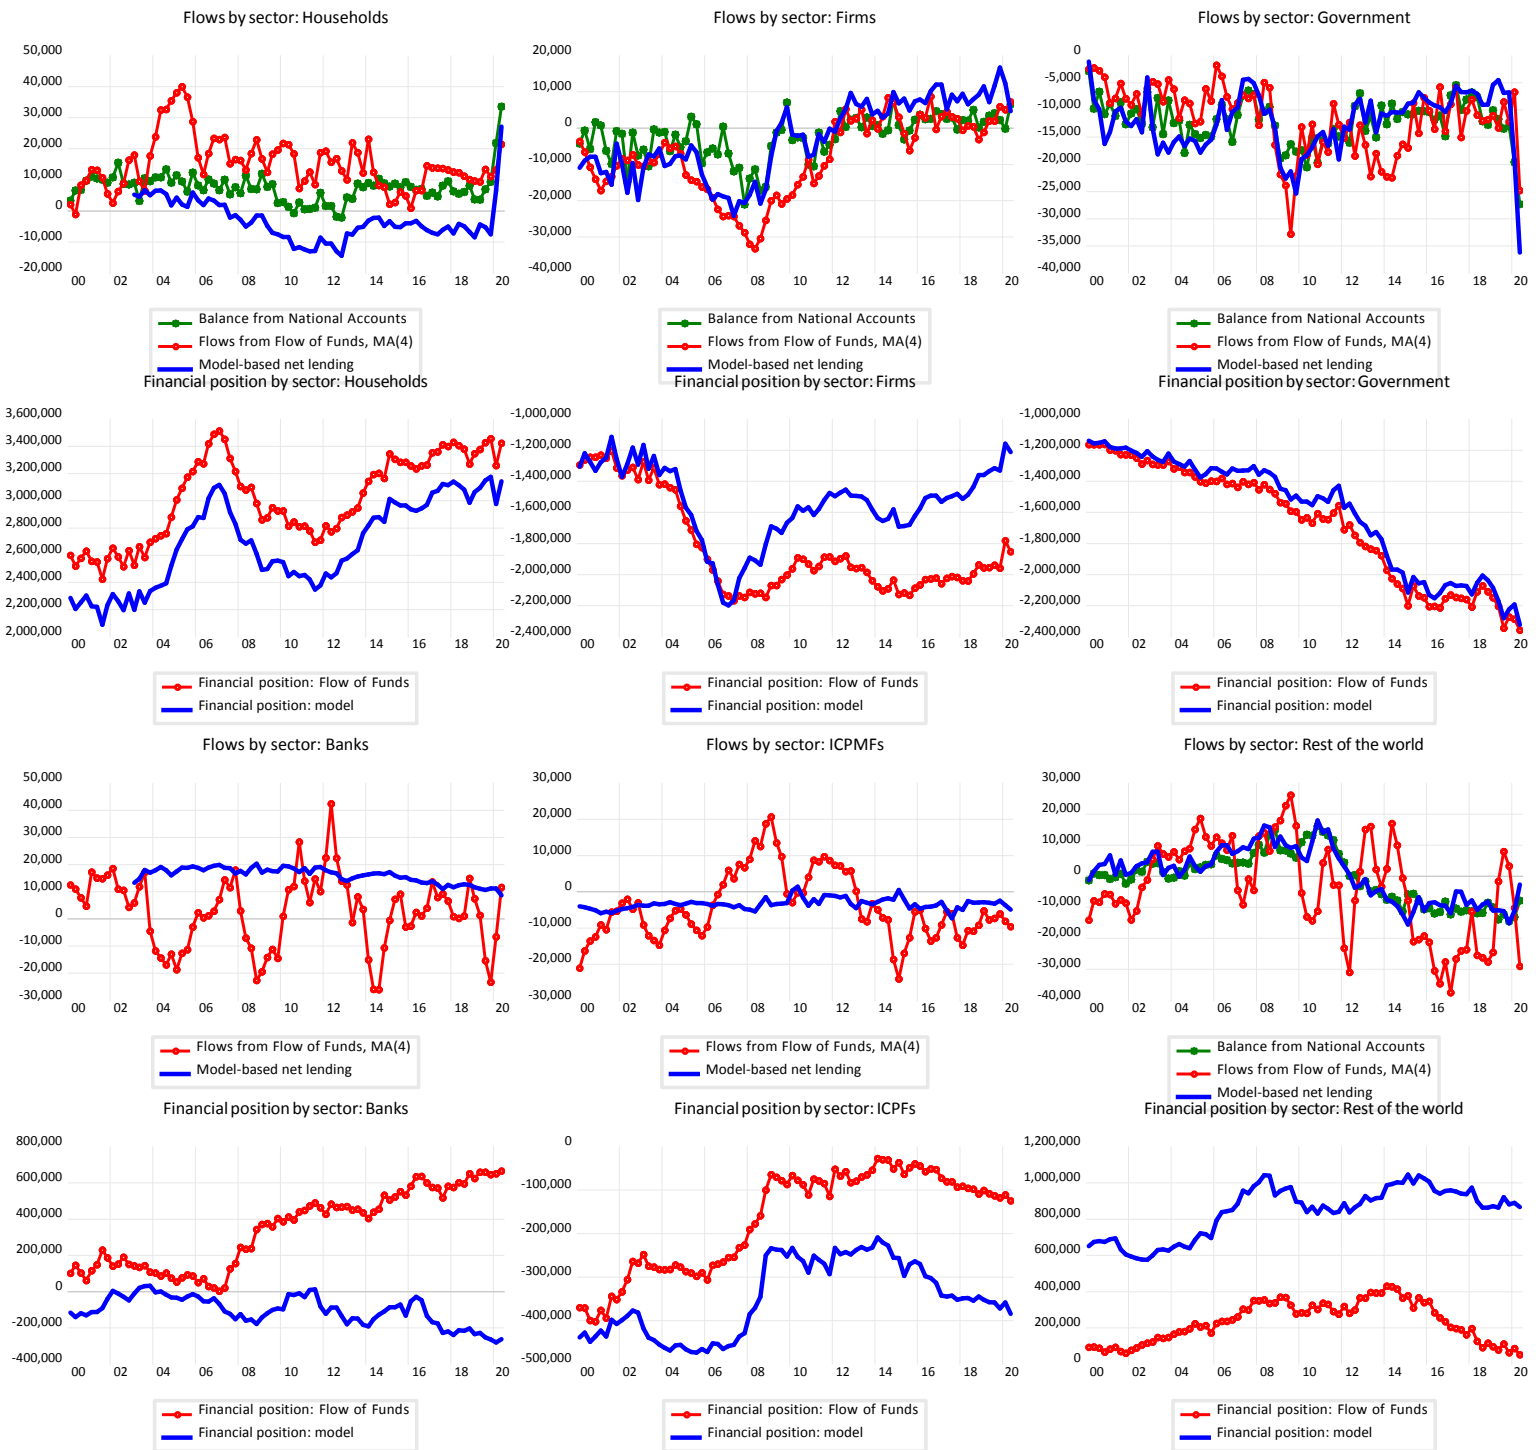 Flows by sector: Households
50,000
40,000
30,000
20,000
10,000
0
-10,000
-20,000
00 02 04 06 08 10 12 14 16 18 20
Balance from National Accounts
Flows from Flow of Funds, MA(4)
Model-based net lending
Flows by sector: Firms
20,000
10,000
0
-10,000
-20,000
-30,000
-40,000
00 02 04 06 08 10 12 14 16 18 20
Balance from National Accounts
Flows from Flow of Funds, MA(4)
Model-based net lending
Flows by sector: Government
0
-5,000
-10,000
-15,000
-20,000
-25,000
-30,000
-35,000
-40,000
00 02 04 06 08 10 12 14 16 18 20
Balance from National Accounts
Flows from Flow of Funds, MA(4)
Model-based net lending
Financial position by sector: Households
3,600,000
3,400,000
3,200,000
3,000,000
2,800,000
2,600,000
2,400,000
2,200,000
2,000,000
00 02 04 06 08 10 12 14 16 18 20
Financial position: Flow of Funds
Financial position: model
Financial position by sector: Firms
-1,000,000
-1,200,000
-1,400,000
-1,600,000
-1,800,000
-2,000,000
-2,200,000
-2,400,000
00 02 04 06 08 10 12 14 16 18 20
Financial position: Flow of Funds
Financial position: model
Financial position by sector: Government
-1,000,000
-1,200,000
-1,400,000
-1,600,000
-1,800,000
-2,000,000
-2,200,000
-2,400,000
00 02 04 06 08 10 12 14 16 18 20
Financial position: Flow of Funds
Financial position: model
Flows by sector: Banks
50,000
40,000
30,000
20,000
10,000
0
-10,000
-20,000
-30,000
00 02 04 06 08 10 12 14 16 18 20
Flows from Flow of Funds, MA(4)
Model-based net lending
Flows by sector: ICPMFs
30,000
20,000
10,000
0
-10,000
-20,000
-30,000
00 02 04 06 08 10 12 14 16 18 20
Flows from Flow of Funds, MA(4)
Model-based net lending
Flows by sector: Rest of the world
30,000
20,000
10,000
0
-10,000
-20,000
-30,000
-40,000
00 02 04 06 08 10 12 14 16 18 20
Balance from National Accounts
Flows from Flow of Funds, MA(4)
Model-based net lending
Financial position by sector: Banks
800,000
600,000
400,000
200,000
0
-200,000
-400,000
00 02 04 06 08 10 12 14 16 18 20
Financial position: Flow of Funds
Financial position: model
Financial position by sector: ICPFs
0
-100,000
-200,000
-300,000
-400,000
-500,000
00 02 04 06 08 10 12 14 16 18 20
Financial position: Flow of Funds
Financial position: model
Financial position by sector: Rest of the world
1,200,000
1,000,000
800,000
600,000
400,000
200,000
0
00 02 04 06 08 10 12 14 16 18 20
Financial position: Flow of Funds
Financial position: model